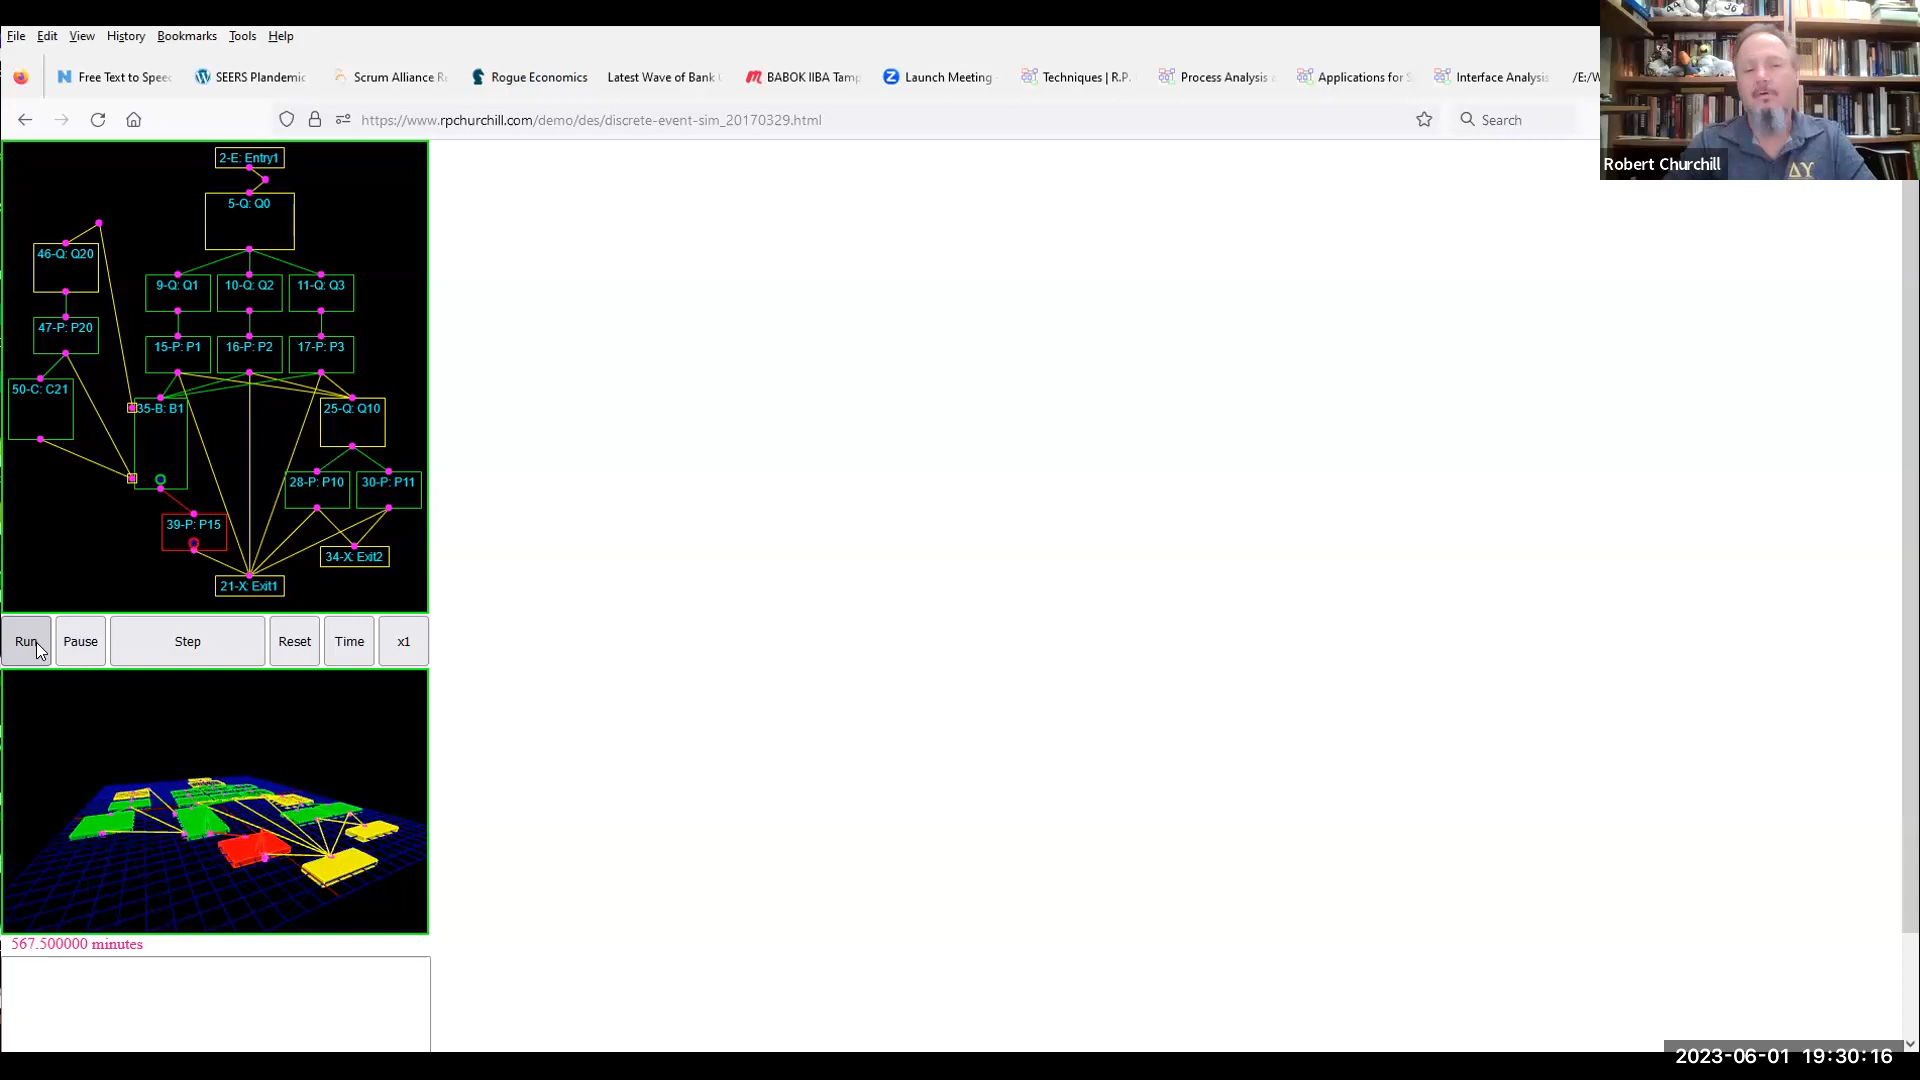 File Edit View History Bookmarks Tools Help
Free Text to Speec
SEERS Plandemic
Scrum Alliance Re
Rogue Economics
Latest Wave of Bank
BABOK IIBA Tamp
Launch Meeting
Techniques | R.P.
Process Analysis
Applications for S
Interface Analysis
/E:/W
https://www.rpchurchill.com/demo/des/discrete-event-sim_20170329.html
Search
Robert Churchill
ΔY
2-E: Entry1
5-Q: Q0
46-Q: Q20
9-Q: Q1
10-Q: Q2
11-Q: Q3
47-P: P20
15-P: P1
16-P: P2
17-P: P3
50-C: C21
35-B: B1
25-Q: Q10
28-P: P10
30-P: P11
39-P: P15
34-X: Exit2
21-X: Exit1
Run
Pause
Step
Reset
Time
x1
567.500000 minutes
2023-06-01 19:30:16